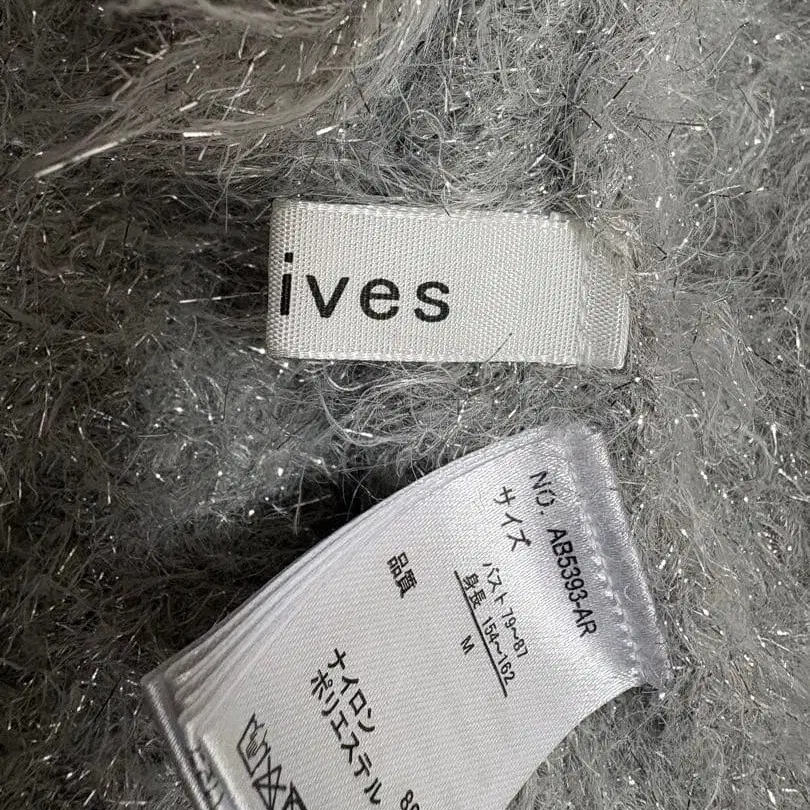 ives
NO. AB5393-AR
サイズ
バスト 79~87
身長 154~162
M
品質
ナイロン
ポリエステル